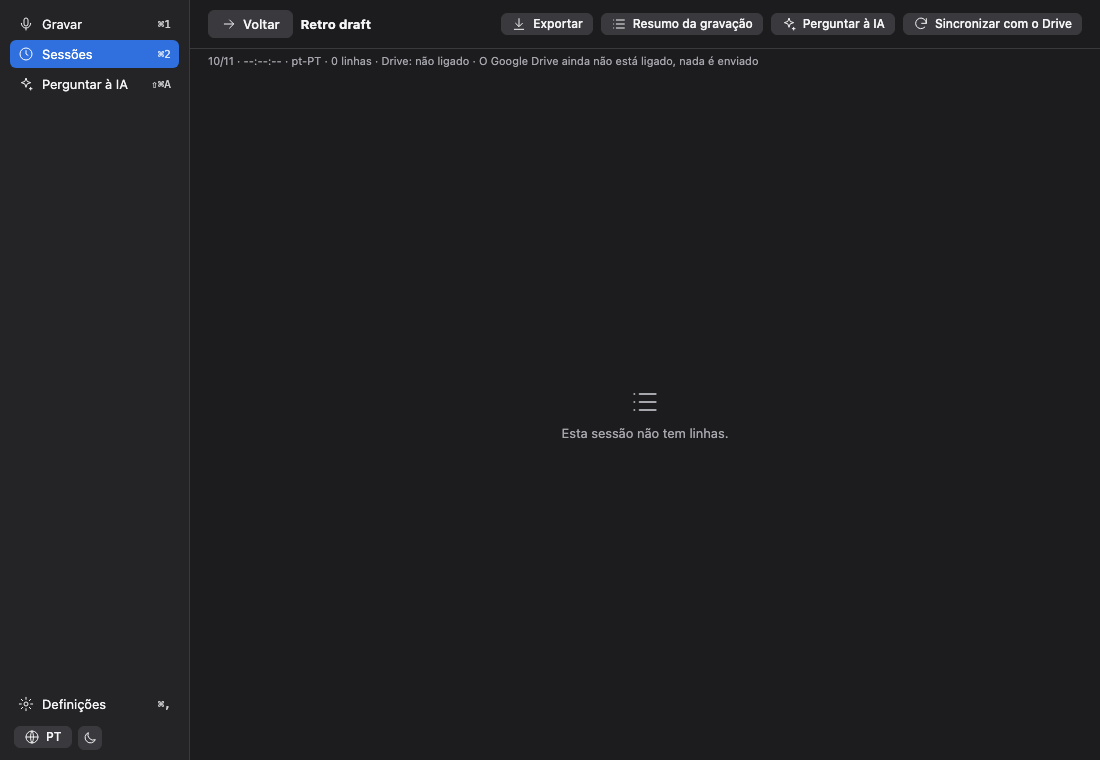 Gravar ⌘1
Sessões ⌘2
Perguntar à IA ⇧⌘A
Voltar
Retro draft
Exportar
Resumo da gravação
Perguntar à IA
Sincronizar com o Drive
10/11 · --:--:-- · pt-PT · 0 linhas · Drive: não ligado · O Google Drive ainda não está ligado, nada é enviado
Esta sessão não tem linhas.
Definições ⌘,
PT